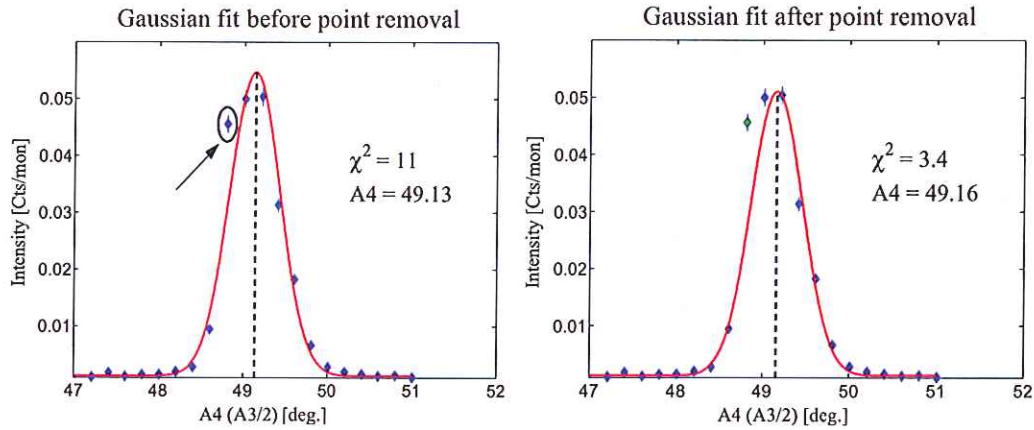 Gaussian fit before point removal
0.05
0.04
0.03
0.02
0.01
Intensity [Cts/mon]
χ² = 11
A4 = 49.13
47 48 49 50 51 52
A4 (A3/2) [deg.]
Gaussian fit after point removal
0.05
0.04
0.03
0.02
0.01
Intensity [Cts/mon]
χ² = 3.4
A4 = 49.16
47 48 49 50 51 52
A4 (A3/2) [deg.]